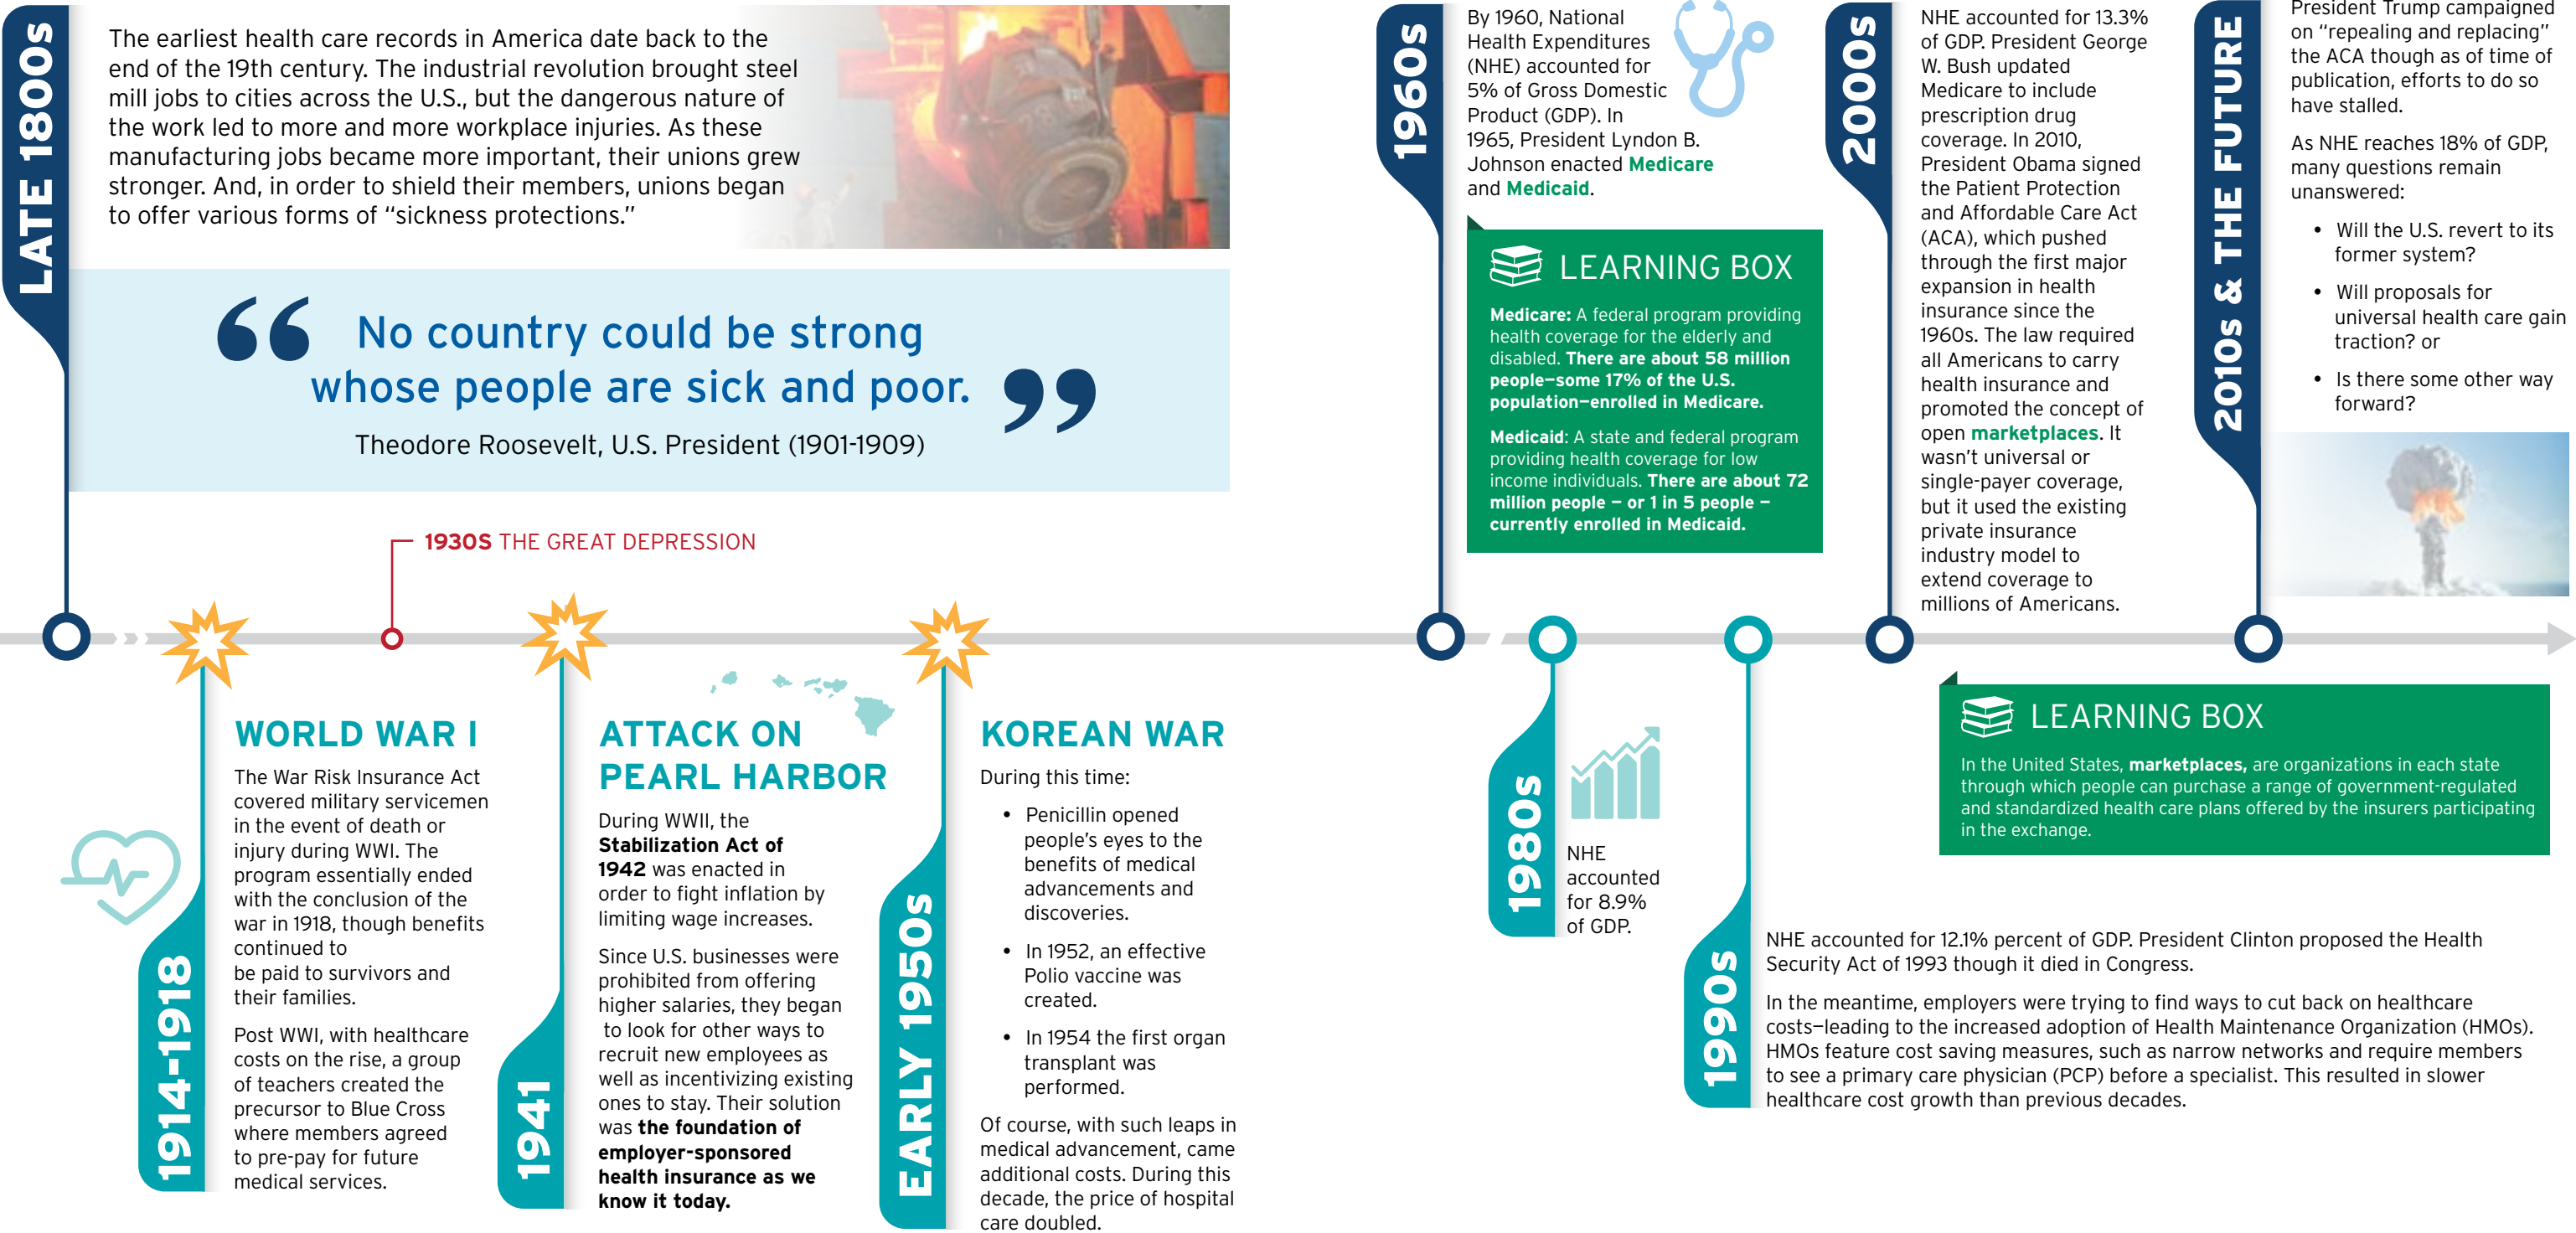 LATE 1800s
The earliest health care records in America date back to the
end of the 19th century. The industrial revolution brought steel
mill jobs to cities across the U.S., but the dangerous nature of
the work led to more and more workplace injuries. As these
manufacturing jobs became more important, their unions grew
stronger. And, in order to shield their members, unions began
to offer various forms of “sickness protections.”
“ No country could be strong
whose people are sick and poor. ”
Theodore Roosevelt, U.S. President (1901-1909)
1930S THE GREAT DEPRESSION
1914-1918
WORLD WAR I
The War Risk Insurance Act
covered military servicemen
in the event of death or
injury during WWI. The
program essentially ended
with the conclusion of the
war in 1918, though benefits
continued to
be paid to survivors and
their families.
Post WWI, with healthcare
costs on the rise, a group
of teachers created the
precursor to Blue Cross
where members agreed
to pre-pay for future
medical services.
1941
ATTACK ON
PEARL HARBOR
During WWII, the
Stabilization Act of
1942 was enacted in
order to fight inflation by
limiting wage increases.
Since U.S. businesses were
prohibited from offering
higher salaries, they began
to look for other ways to
recruit new employees as
well as incentivizing existing
ones to stay. Their solution
was the foundation of
employer-sponsored
health insurance as we
know it today.
EARLY 1950s
KOREAN WAR
During this time:
• Penicillin opened
people’s eyes to the
benefits of medical
advancements and
discoveries.
• In 1952, an effective
Polio vaccine was
created.
• In 1954 the first organ
transplant was
performed.
Of course, with such leaps in
medical advancement, came
additional costs. During this
decade, the price of hospital
care doubled.
1960s
By 1960, National
Health Expenditures
(NHE) accounted for
5% of Gross Domestic
Product (GDP). In
1965, President Lyndon B.
Johnson enacted Medicare
and Medicaid.
LEARNING BOX
Medicare: A federal program providing
health coverage for the elderly and
disabled. There are about 58 million
people—some 17% of the U.S.
population—enrolled in Medicare.
Medicaid: A state and federal program
providing health coverage for low
income individuals. There are about 72
million people – or 1 in 5 people –
currently enrolled in Medicaid.
1980s
NHE
accounted
for 8.9%
of GDP.
1990s
NHE accounted for 12.1% percent of GDP. President Clinton proposed the Health
Security Act of 1993 though it died in Congress.
In the meantime, employers were trying to find ways to cut back on healthcare
costs—leading to the increased adoption of Health Maintenance Organization (HMOs).
HMOs feature cost saving measures, such as narrow networks and require members
to see a primary care physician (PCP) before a specialist. This resulted in slower
healthcare cost growth than previous decades.
2000s
NHE accounted for 13.3%
of GDP. President George
W. Bush updated
Medicare to include
prescription drug
coverage. In 2010,
President Obama signed
the Patient Protection
and Affordable Care Act
(ACA), which pushed
through the first major
expansion in health
insurance since the
1960s. The law required
all Americans to carry
health insurance and
promoted the concept of
open marketplaces. It
wasn’t universal or
single-payer coverage,
but it used the existing
private insurance
industry model to
extend coverage to
millions of Americans.
LEARNING BOX
In the United States, marketplaces, are organizations in each state
through which people can purchase a range of government-regulated
and standardized health care plans offered by the insurers participating
in the exchange.
2010s & THE FUTURE
President Trump campaigned
on “repealing and replacing”
the ACA though as of time of
publication, efforts to do so
have stalled.
As NHE reaches 18% of GDP,
many questions remain
unanswered:
• Will the U.S. revert to its
former system?
• Will proposals for
universal health care gain
traction? or
• Is there some other way
forward?